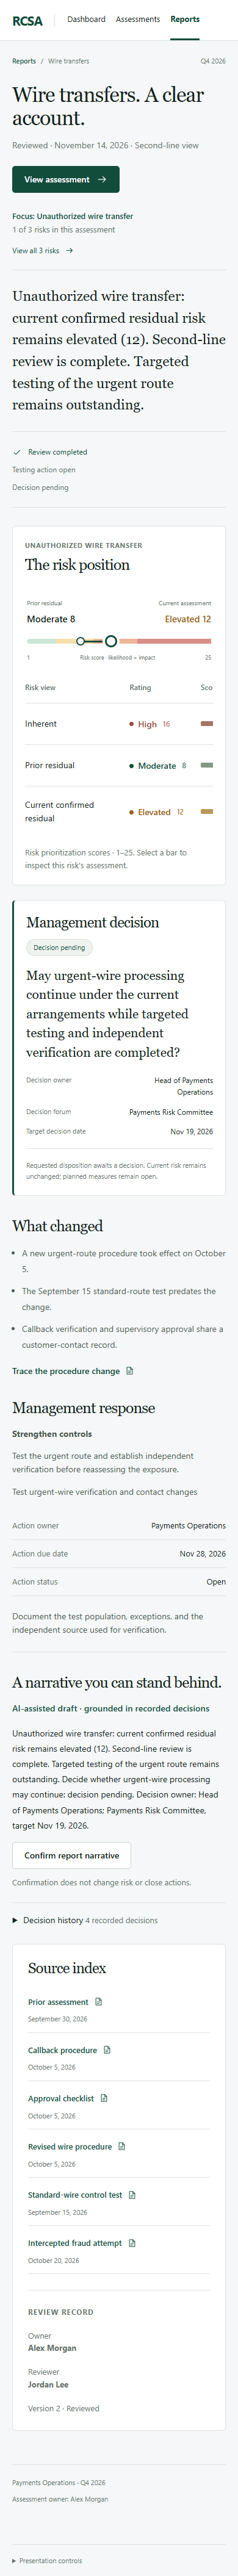 RCSA
Dashboard
Assessments
Reports
Reports / Wire transfers
Q4 2026
Wire transfers. A clear
account.
Reviewed · November 14, 2026 · Second-line view
View assessment →
Focus: Unauthorized wire transfer
1 of 3 risks in this assessment
View all 3 risks →
Unauthorized wire transfer:
current confirmed residual risk
remains elevated (12). Second-line
review is complete. Targeted
testing of the urgent route
remains outstanding.
Review completed
Testing action open
Decision pending
UNAUTHORIZED WIRE TRANSFER
The risk position
Prior residual
Current assessment
Moderate 8
Elevated 12
1
Risk score · likelihood × impact
25
Risk view
Rating
Sco
Inherent
High 16
Prior residual
Moderate 8
Current confirmed
residual
Elevated 12
Risk prioritization scores · 1–25. Select a bar to
inspect this risk's assessment.
Management decision
Decision pending
May urgent-wire processing
continue under the current
arrangements while targeted
testing and independent
verification are completed?
Decision owner
Head of Payments
Operations
Decision forum
Payments Risk Committee
Target decision date
Nov 19, 2026
Requested disposition awaits a decision. Current risk remains
unchanged; planned measures remain open.
What changed
• A new urgent-route procedure took effect on October
5.
• The September 15 standard-route test predates the
change.
• Callback verification and supervisory approval share a
customer-contact record.
Trace the procedure change
Management response
Strengthen controls
Test the urgent route and establish independent
verification before reassessing the exposure.
Test urgent-wire verification and contact changes
Action owner
Payments Operations
Action due date
Nov 28, 2026
Action status
Open
Document the test population, exceptions, and the
independent source used for verification.
A narrative you can stand behind.
AI-assisted draft · grounded in recorded decisions
Unauthorized wire transfer: current confirmed residual
risk remains elevated (12). Second-line review is
complete. Targeted testing of the urgent route remains
outstanding. Decide whether urgent-wire processing
may continue: decision pending. Decision owner: Head
of Payments Operations; Payments Risk Committee,
target Nov 19, 2026.
Confirm report narrative
Confirmation does not change risk or close actions.
Decision history 4 recorded decisions
Source index
Prior assessment
September 30, 2026
Callback procedure
October 5, 2026
Approval checklist
October 5, 2026
Revised wire procedure
October 5, 2026
Standard-wire control test
September 15, 2026
Intercepted fraud attempt
October 20, 2026
REVIEW RECORD
Owner
Alex Morgan
Reviewer
Jordan Lee
Version 2 · Reviewed
Payments Operations · Q4 2026
Assessment owner: Alex Morgan
Presentation controls